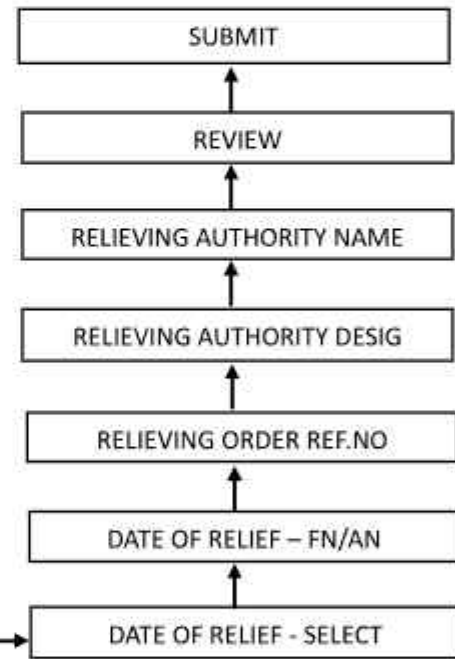 SUBMIT
REVIEW
RELIEVING AUTHORITY NAME
RELIEVING AUTHORITY DESIG
RELIEVING ORDER REF.NO
DATE OF RELIEF – FN/AN
DATE OF RELIEF - SELECT